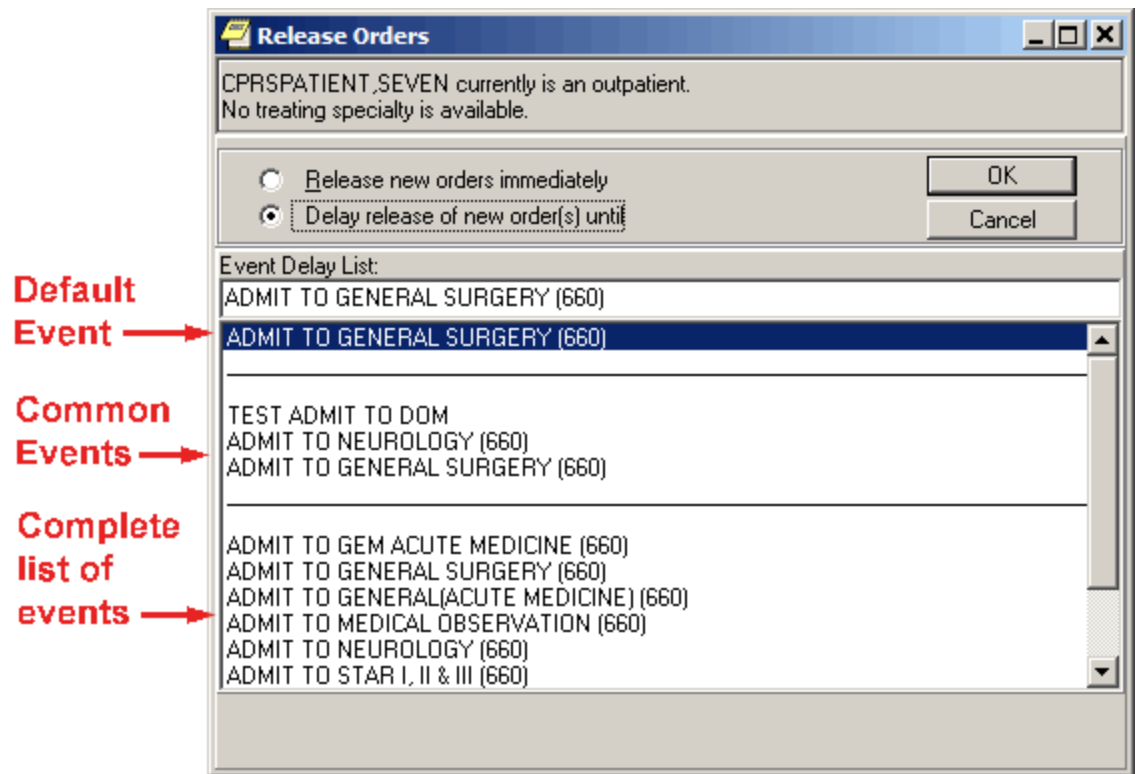 Release Orders
CPRSPATIENT,SEVEN currently is an outpatient.
No treating specialty is available.
Release new orders immediately
OK
Delay release of new order(s) until
Cancel
Event Delay List:
ADMIT TO GENERAL SURGERY (660)
Default
Event
ADMIT TO GENERAL SURGERY (660)
Common
Events
TEST ADMIT TO DOM
ADMIT TO NEUROLOGY (660)
ADMIT TO GENERAL SURGERY (660)
Complete
list of
events
ADMIT TO GEM ACUTE MEDICINE (660)
ADMIT TO GENERAL SURGERY (660)
ADMIT TO GENERAL(ACUTE MEDICINE) (660)
ADMIT TO MEDICAL OBSERVATION (660)
ADMIT TO NEUROLOGY (660)
ADMIT TO STAR I, II & III (660)